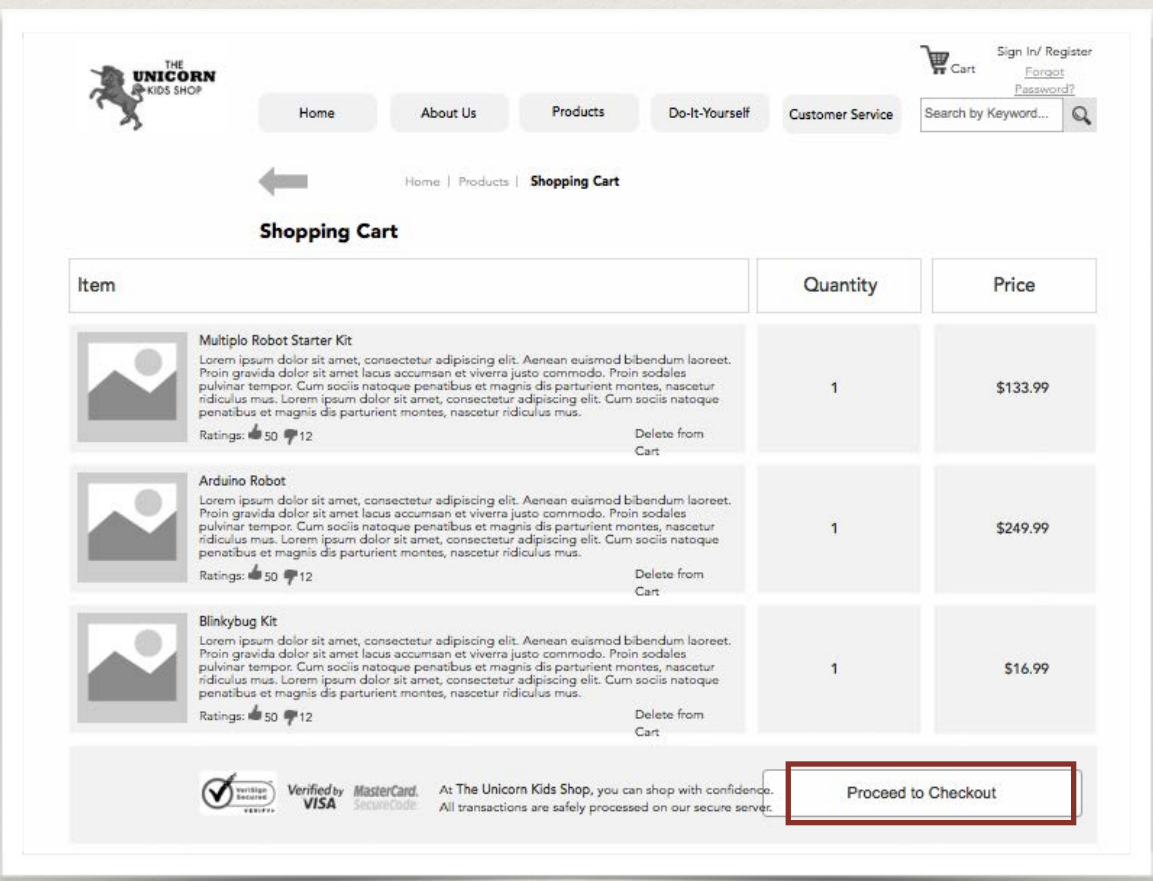 THE
UNICORN
KIDS SHOP
Cart
Sign In/ Register
Forgot
Password?
Home
About Us
Products
Do-It-Yourself
Customer Service
Search by Keyword...
Home | Products | Shopping Cart
Shopping Cart
Item
Quantity
Price
Multiplo Robot Starter Kit
Lorem ipsum dolor sit amet, consectetur adipiscing elit. Aenean euismod bibendum laoreet.
Proin gravida dolor sit amet lacus accumsan et viverra justo commodo. Proin sodales
pulvinar tempor. Cum sociis natoque penatibus et magnis dis parturient montes, nascetur
ridiculus mus. Lorem ipsum dolor sit amet, consectetur adipiscing elit. Cum sociis natoque
penatibus et magnis dis parturient montes, nascetur ridiculus mus.
Ratings: 50 12
Delete from
Cart
1
$133.99
Arduino Robot
Lorem ipsum dolor sit amet, consectetur adipiscing elit. Aenean euismod bibendum laoreet.
Proin gravida dolor sit amet lacus accumsan et viverra justo commodo. Proin sodales
pulvinar tempor. Cum sociis natoque penatibus et magnis dis parturient montes, nascetur
ridiculus mus. Lorem ipsum dolor sit amet, consectetur adipiscing elit. Cum sociis natoque
penatibus et magnis dis parturient montes, nascetur ridiculus mus.
Ratings: 50 12
Delete from
Cart
1
$249.99
Blinkybug Kit
Lorem ipsum dolor sit amet, consectetur adipiscing elit. Aenean euismod bibendum laoreet.
Proin gravida dolor sit amet lacus accumsan et viverra justo commodo. Proin sodales
pulvinar tempor. Cum sociis natoque penatibus et magnis dis parturient montes, nascetur
ridiculus mus. Lorem ipsum dolor sit amet, consectetur adipiscing elit. Cum sociis natoque
penatibus et magnis dis parturient montes, nascetur ridiculus mus.
Ratings: 50 12
Delete from
Cart
1
$16.99
VeriSign
Secured
VERIFY
Verified by
VISA
MasterCard.
SecureCode.
At The Unicorn Kids Shop, you can shop with confidence.
All transactions are safely processed on our secure server.
Proceed to Checkout